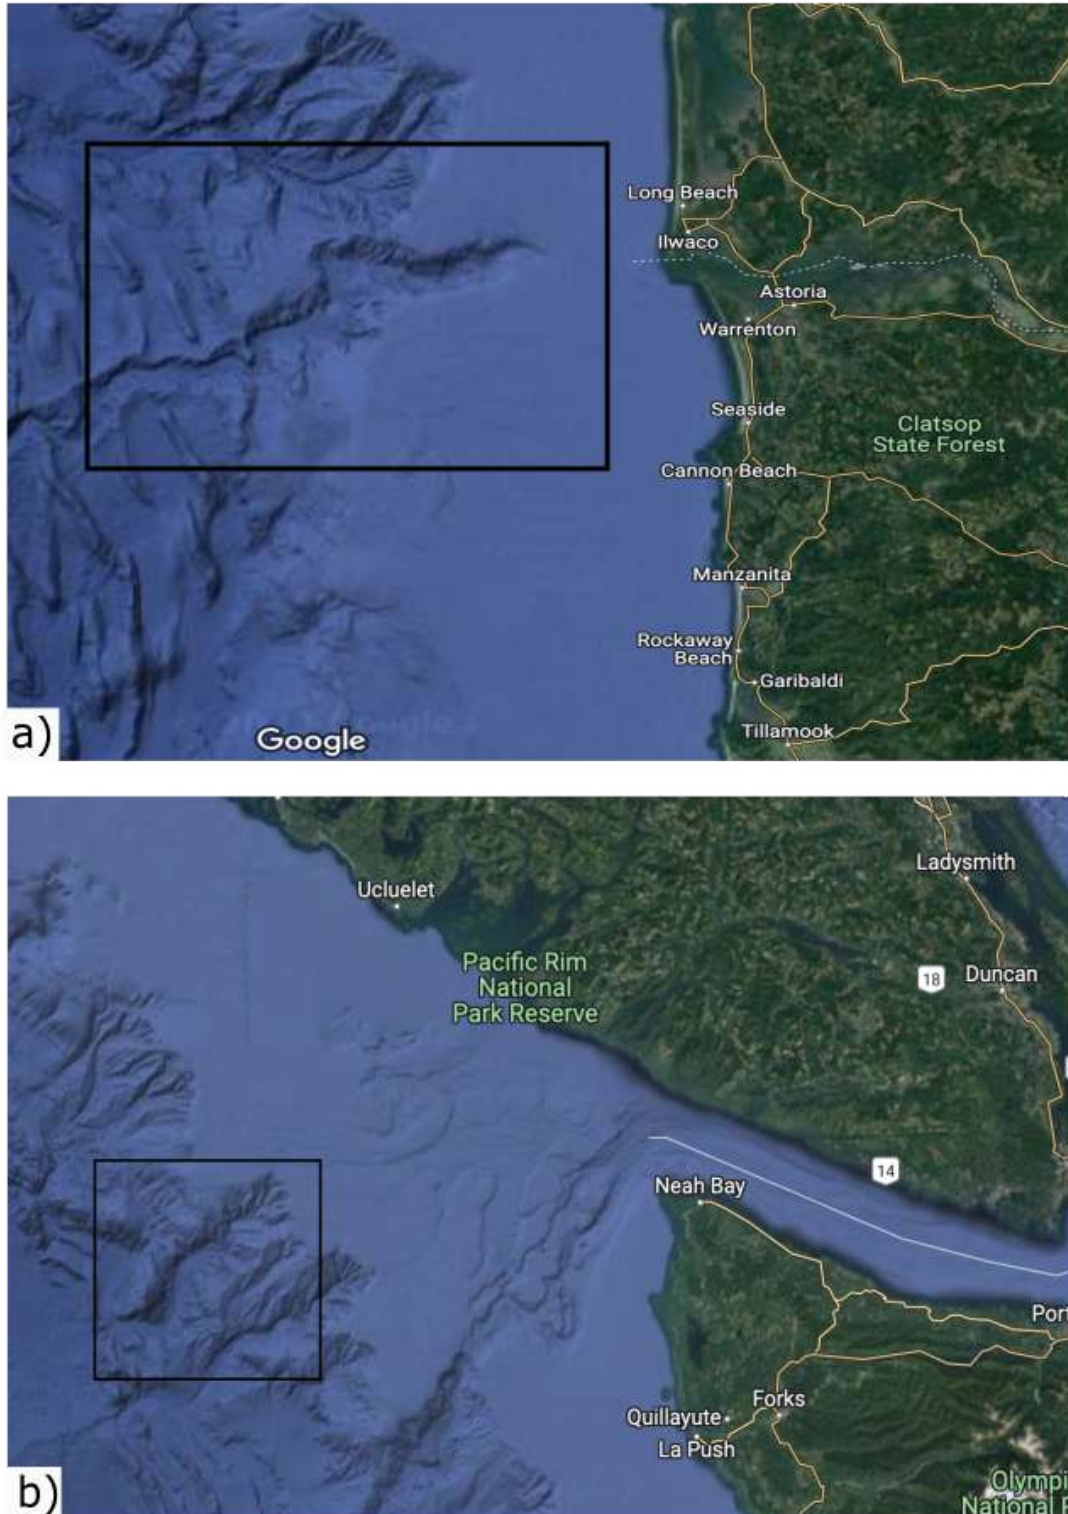 Long Beach
Ilwaco
Astoria
Warrenton
Seaside
Clatsop
State Forest
Cannon Beach
Manzanita
Rockaway
Beach
Garibaldi
Tillamook
a)
Google
Ladysmith
Ucluelet
Pacific Rim
National
Park Reserve
18
Duncan
14
Neah Bay
Port
Forks
Quillayute
La Push
Olympi
National P
b)